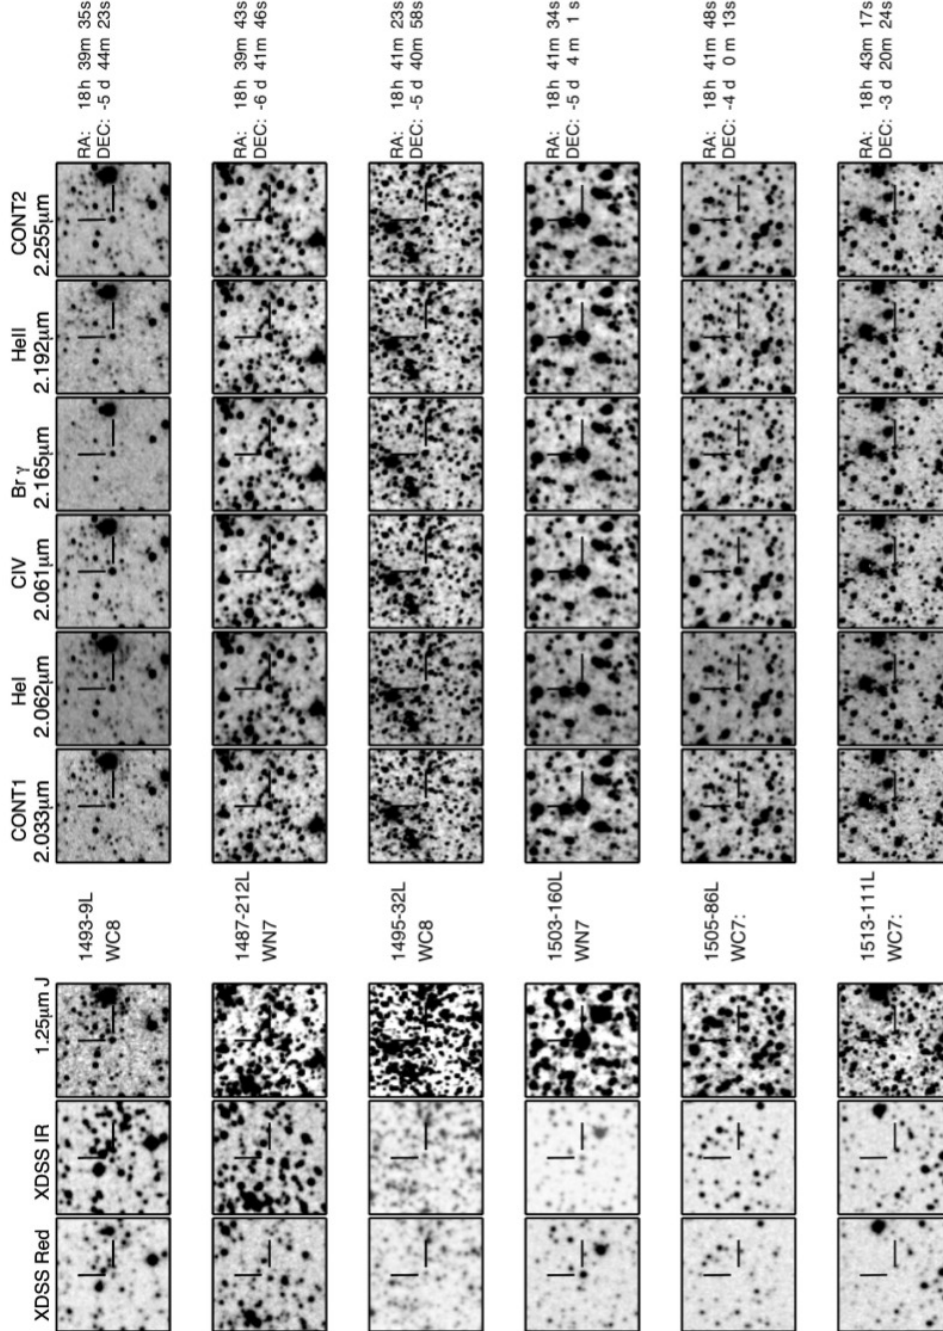 XDSS Red XDSS IR 1.25μm J CONT1 2.033μm HeI 2.062μm CIV 2.061μm Br γ 2.165μm HeII 2.192μm CONT2 2.255μm
1493-9L
WC8
RA: 18h 39m 35s
DEC: -5 d 44m 23s
1487-212L
WN7
RA: 18h 39m 43s
DEC: -6 d 41m 46s
1495-32L
WC8
RA: 18h 41m 23s
DEC: -5 d 40m 58s
1503-160L
WN7
RA: 18h 41m 34s
DEC: -5 d 4 m 1 s
1505-86L
WC7:
RA: 18h 41m 48s
DEC: -4 d 0 m 13s
1513-111L
WC7:
RA: 18h 43m 17s
DEC: -3 d 20m 24s